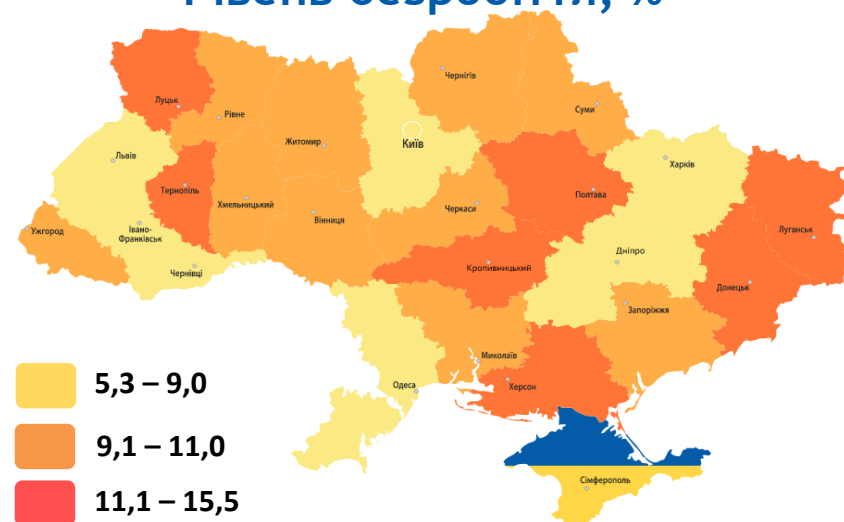 Рівень безробіття, %
Чернігів
Луцьк
Суми
Рівне
Житомир
Київ
Львів
Харків
Тернопіль
Полтава
Хмельницький
Черкаси
Вінниця
Івано-
Франківськ
Ужгород
Луганськ
Дніпро
Кропивницький
Чернівці
Донецьк
Запоріжжя
Миколаїв
Одеса
Херсон
5,3 – 9,0
9,1 – 11,0
Сімферополь
11,1 – 15,5